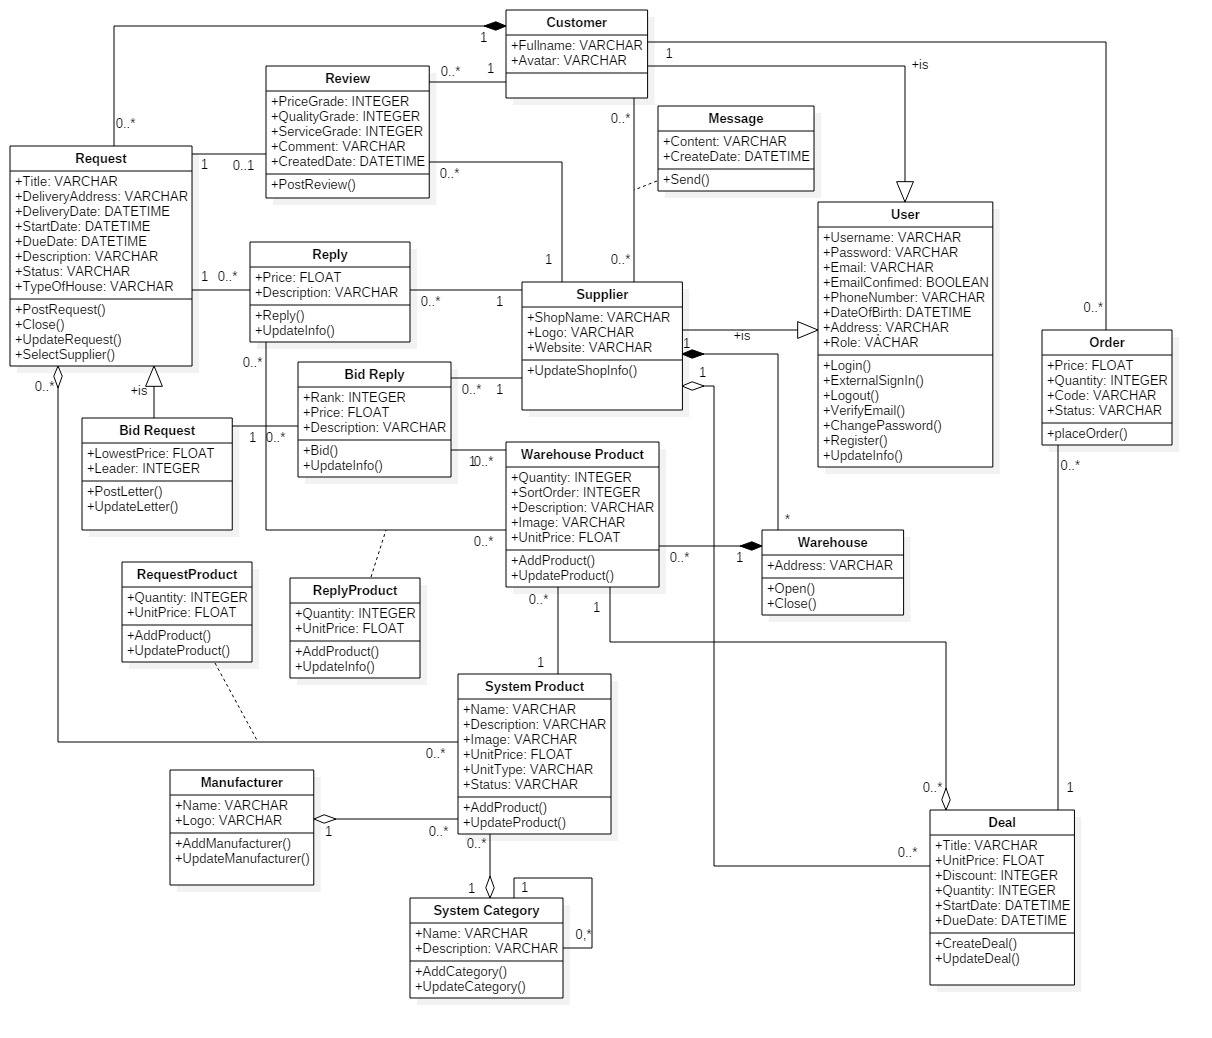 Customer
+Fullname: VARCHAR
+Avatar: VARCHAR
1
1
+is
0..*
1
0..*
Review
+PriceGrade: INTEGER
+QualityGrade: INTEGER
+ServiceGrade: INTEGER
+Comment: VARCHAR
+CreatedDate: DATETIME
+PostReview()
0..*
Message
+Content: VARCHAR
+CreateDate: DATETIME
+Send()
0..*
Request
+Title: VARCHAR
+DeliveryAddress: VARCHAR
+DeliveryDate: DATETIME
+StartDate: DATETIME
+DueDate: DATETIME
+Description: VARCHAR
+Status: VARCHAR
+TypeOfHouse: VARCHAR
+PostRequest()
+Close()
+UpdateRequest()
+SelectSupplier()
1
0..1
0..*
1
0..*
User
+Username: VARCHAR
+Password: VARCHAR
+Email: VARCHAR
+EmailConfimed: BOOLEAN
+PhoneNumber: VARCHAR
+DateOfBirth: DATETIME
+Address: VARCHAR
+Role: VARCHAR
+Login()
+ExternalSignIn()
+Logout()
+VerifyEmail()
+ChangePassword()
+Register()
+UpdateInfo()
Reply
+Price: FLOAT
+Description: VARCHAR
+Reply()
+UpdateInfo()
1
0..*
0..*
1
Supplier
+ShopName: VARCHAR
+Logo: VARCHAR
+Website: VARCHAR
+UpdateShopInfo()
+is
1
1
0..*
Order
+Price: FLOAT
+Quantity: INTEGER
+Code: VARCHAR
+Status: VARCHAR
+placeOrder()
0..*
0..*
0..*
+is
Bid Reply
+Rank: INTEGER
+Price: FLOAT
+Description: VARCHAR
+Bid()
+UpdateInfo()
0..*
1
Bid Request
+LowestPrice: FLOAT
+Leader: INTEGER
+PostLetter()
+UpdateLetter()
1
0..*
1
0..*
Warehouse Product
+Quantity: INTEGER
+SortOrder: INTEGER
+Description: VARCHAR
+Image: VARCHAR
+UnitPrice: FLOAT
+AddProduct()
+UpdateProduct()
0..*
*
Warehouse
+Address: VARCHAR
+Open()
+Close()
0..*
1
RequestProduct
+Quantity: INTEGER
+UnitPrice: FLOAT
+AddProduct()
+UpdateProduct()
ReplyProduct
+Quantity: INTEGER
+UnitPrice: FLOAT
+AddProduct()
+UpdateInfo()
0..*
1
1
System Product
+Name: VARCHAR
+Description: VARCHAR
+Image: VARCHAR
+UnitPrice: FLOAT
+UnitType: VARCHAR
+Status: VARCHAR
+AddProduct()
+UpdateProduct()
0..*
Manufacturer
+Name: VARCHAR
+Logo: VARCHAR
+AddManufacturer()
+UpdateManufacturer()
1
0..*
0..*
0..*
1
0..*
Deal
+Title: VARCHAR
+UnitPrice: FLOAT
+Discount: INTEGER
+Quantity: INTEGER
+StartDate: DATETIME
+DueDate: DATETIME
+CreateDeal()
+UpdateDeal()
1
1
0,*
System Category
+Name: VARCHAR
+Description: VARCHAR
+AddCategory()
+UpdateCategory()